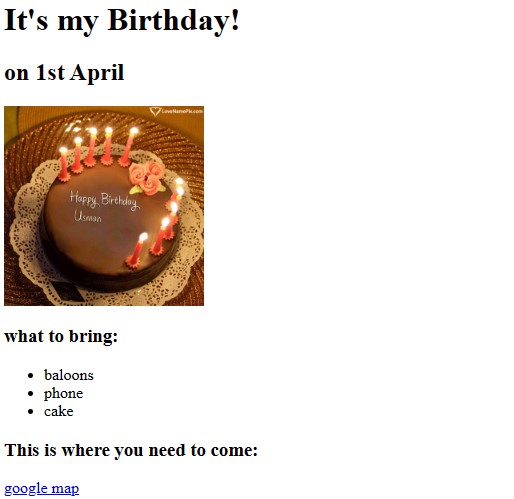 It's my Birthday!
on 1st April
LoveNamePix.com
Happy Birthday
Usman
what to bring:
baloons
phone
cake
This is where you need to come:
google map